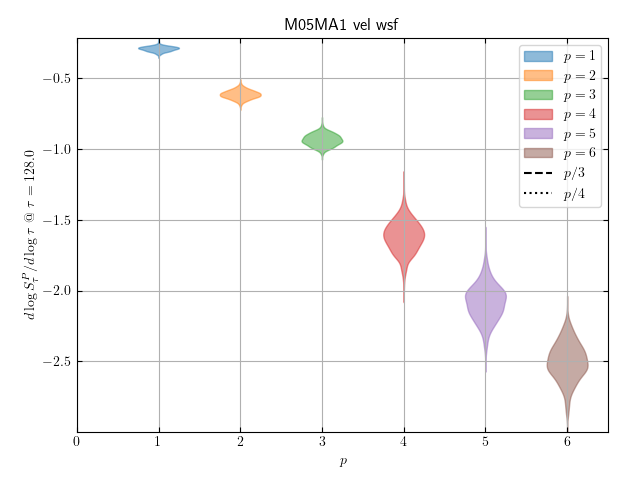 M05MA1 vel wsf
d log S_τ^P / d log τ @ τ = 128.0
−0.5
−1.0
−1.5
−2.0
−2.5
0 1 2 3 4 5 6
p
p = 1
p = 2
p = 3
p = 4
p = 5
p = 6
p/3
p/4